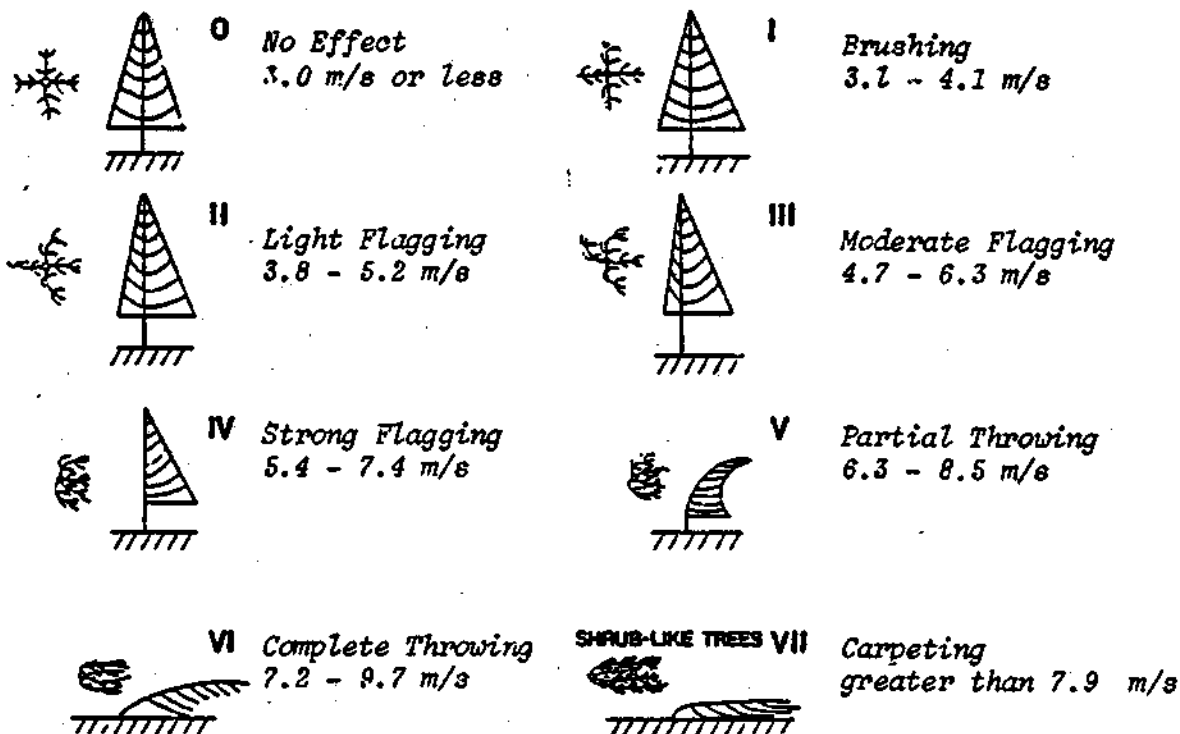 0
No Effect
3.0 m/s or less
I
Brushing
3.1 - 4.1 m/s
II
Light Flagging
3.8 - 5.2 m/s
III
Moderate Flagging
4.7 - 6.3 m/s
IV
Strong Flagging
5.4 - 7.4 m/s
V
Partial Throwing
6.3 - 8.5 m/s
VI
Complete Throwing
7.2 - 9.7 m/s
SHRUB-LIKE TREES VII
Carpeting
greater than 7.9 m/s